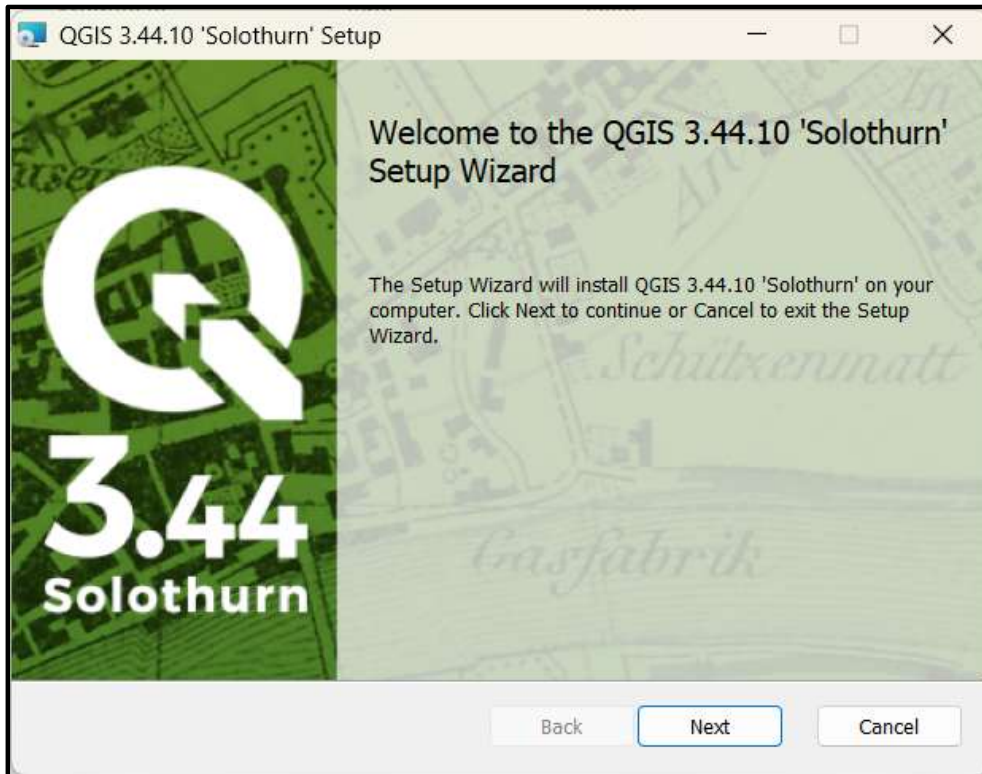 QGIS 3.44.10 'Solothurn' Setup
Welcome to the QGIS 3.44.10 'Solothurn'
Setup Wizard
The Setup Wizard will install QGIS 3.44.10 'Solothurn' on your
computer. Click Next to continue or Cancel to exit the Setup
Wizard.
Schützenmatt
Gasfabrik
3.44
Solothurn
Back
Next
Cancel